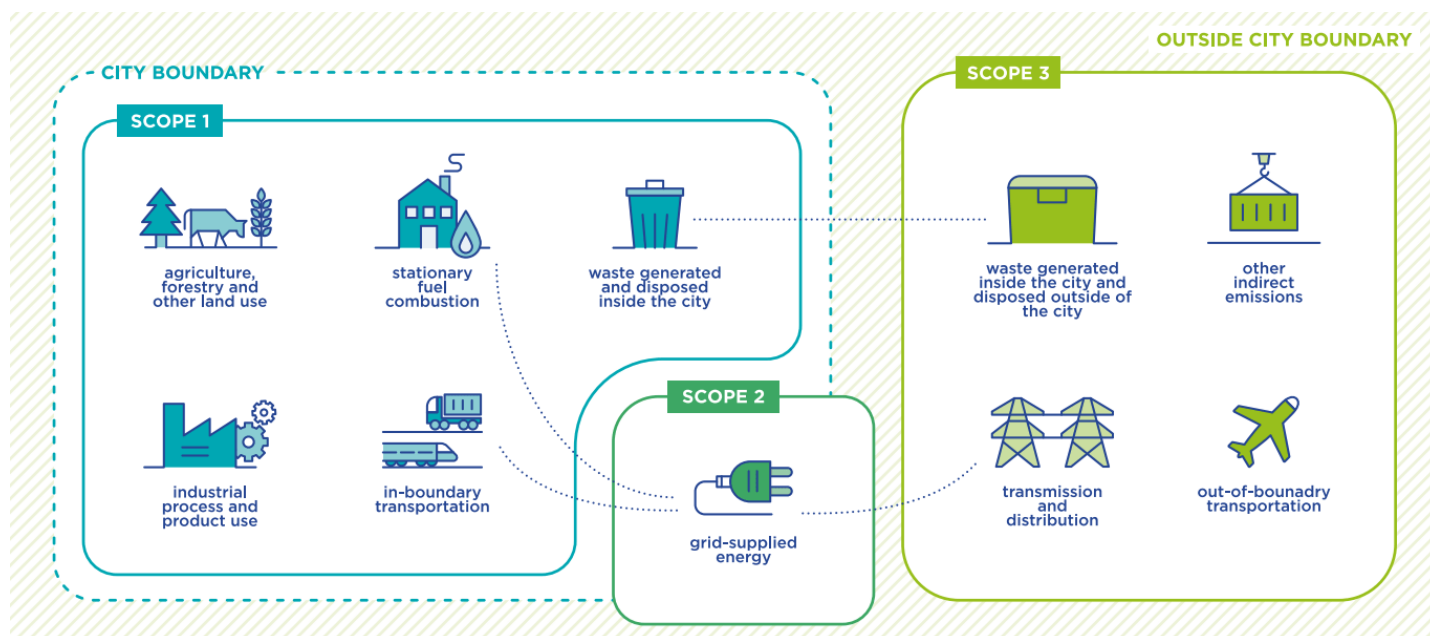 OUTSIDE CITY BOUNDARY
CITY BOUNDARY
SCOPE 1
SCOPE 3
agriculture,
forestry and
other land use
stationary
fuel
combustion
waste generated
and disposed
inside the city
waste generated
inside the city and
disposed outside of
the city
other
indirect
emissions
SCOPE 2
industrial
process and
product use
in-boundary
transportation
grid-supplied
energy
transmission
and
distribution
out-of-bounadry
transportation